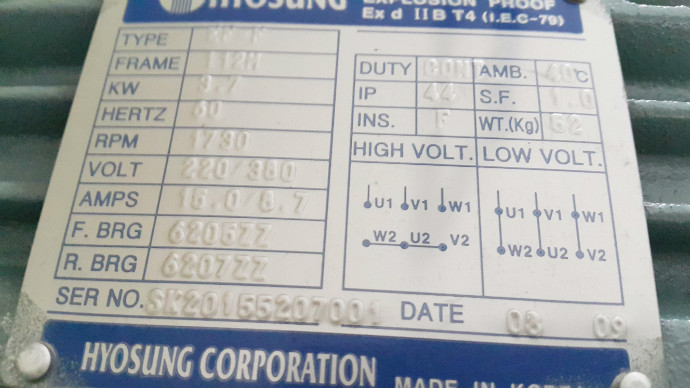 HYOSUNG
EXPLOSION PROOF
Ex d IIB T4 (I.E.C-79)
TYPE
FRAME 112M
KW 3.7
HERTZ 60
RPM 1730
VOLT 220/380
AMPS 15.0/8.7
F. BRG 6206ZZ
R. BRG 6207ZZ
DUTY CONT AMB. 40°C
IP 44 S.F. 1.0
INS. F WT.(Kg) 52
HIGH VOLT. LOW VOLT.
U1 V1 W1 U1 V1 W1
W2 U2 V2 W2 U2 V2
SER NO. SK20155207001 DATE 08 09
HYOSUNG CORPORATION MADE IN KOREA